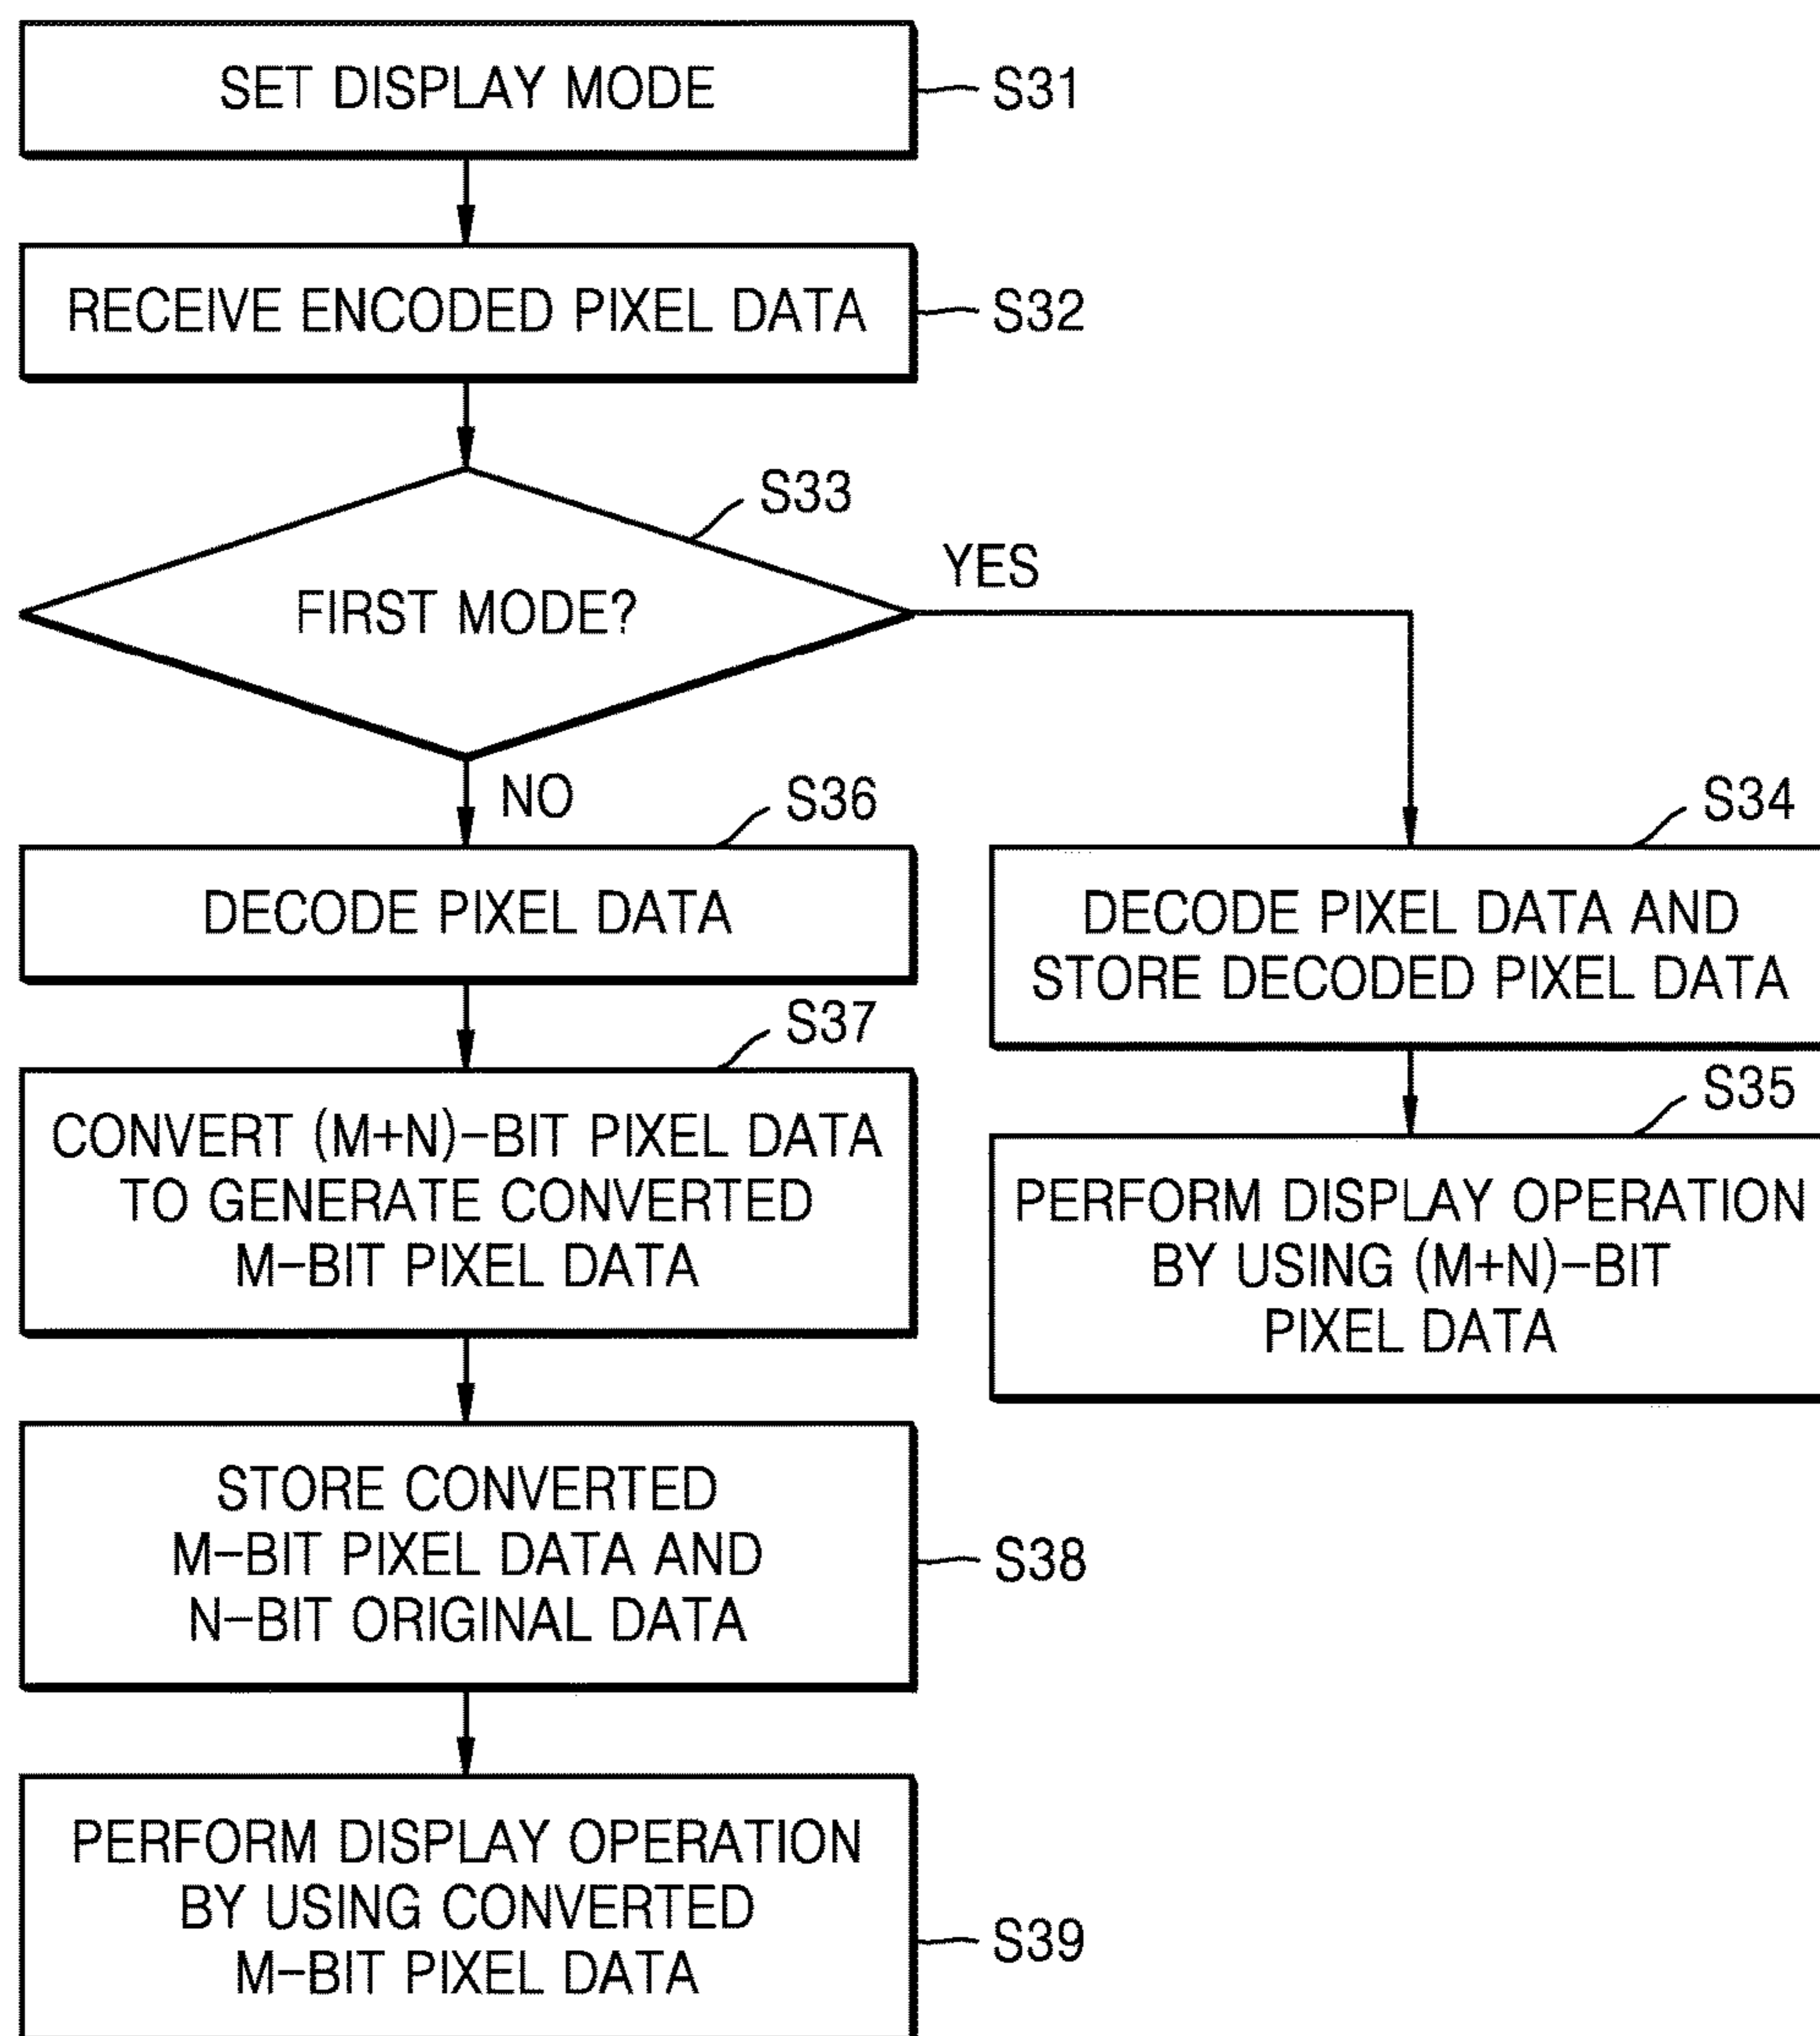 SET DISPLAY MODE
S31
RECEIVE ENCODED PIXEL DATA
S32
S33
FIRST MODE?
YES
NO
S36
DECODE PIXEL DATA
S34
DECODE PIXEL DATA AND
STORE DECODED PIXEL DATA
S37
CONVERT (M+N)-BIT PIXEL DATA
TO GENERATE CONVERTED
M-BIT PIXEL DATA
S35
PERFORM DISPLAY OPERATION
BY USING (M+N)-BIT
PIXEL DATA
STORE CONVERTED
M-BIT PIXEL DATA AND
N-BIT ORIGINAL DATA
S38
PERFORM DISPLAY OPERATION
BY USING CONVERTED
M-BIT PIXEL DATA
S39